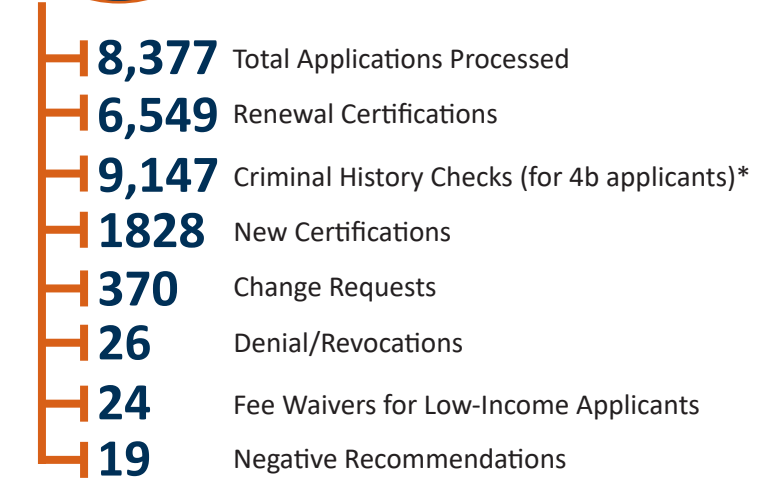 8,377 Total Applications Processed
6,549 Renewal Certifications
9,147 Criminal History Checks (for 4b applicants)*
1828 New Certifications
370 Change Requests
26 Denial/Revocations
24 Fee Waivers for Low-Income Applicants
19 Negative Recommendations